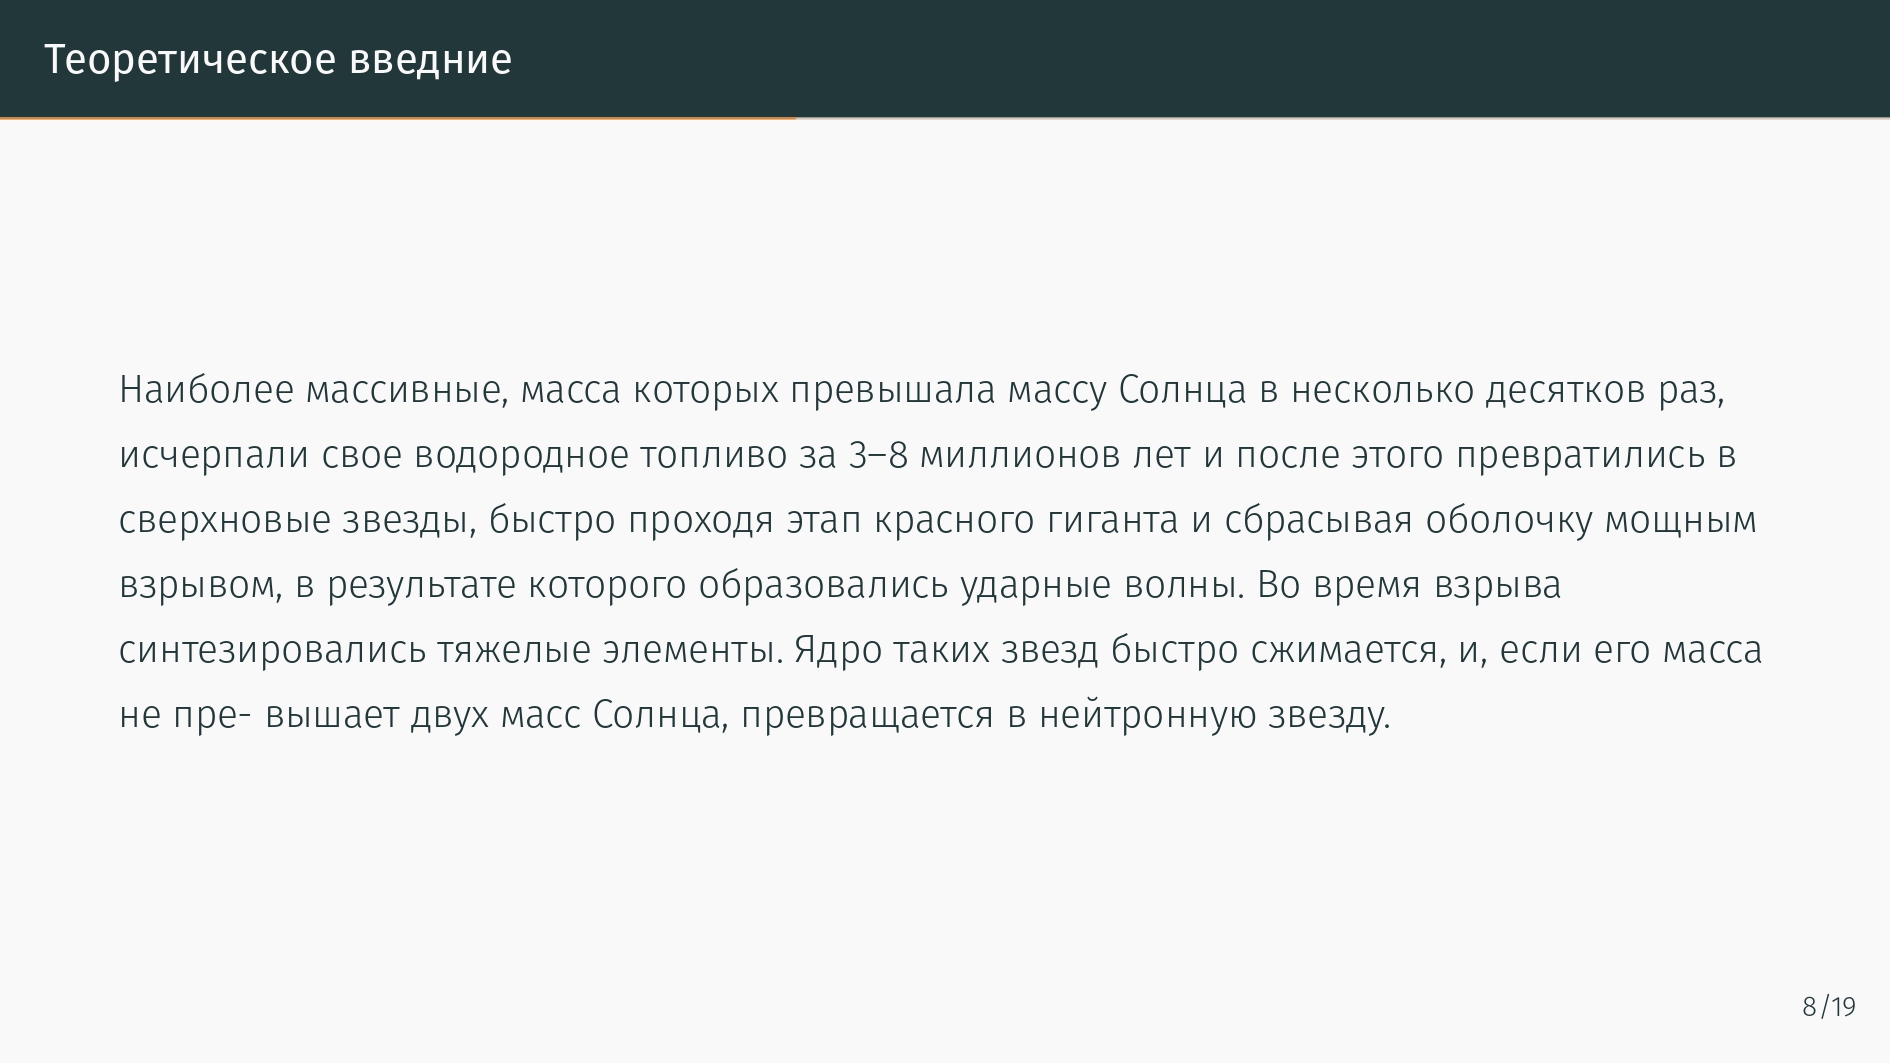 Теоретическое введние
Наиболее массивные, масса которых превышала массу Солнца в несколько десятков раз,
исчерпали свое водородное топливо за 3–8 миллионов лет и после этого превратились в
сверхновые звезды, быстро проходя этап красного гиганта и сбрасывая оболочку мощным
взрывом, в результате которого образовались ударные волны. Во время взрыва
синтезировались тяжелые элементы. Ядро таких звезд быстро сжимается, и, если его масса
не пре- вышает двух масс Солнца, превращается в нейтронную звезду.
8/19